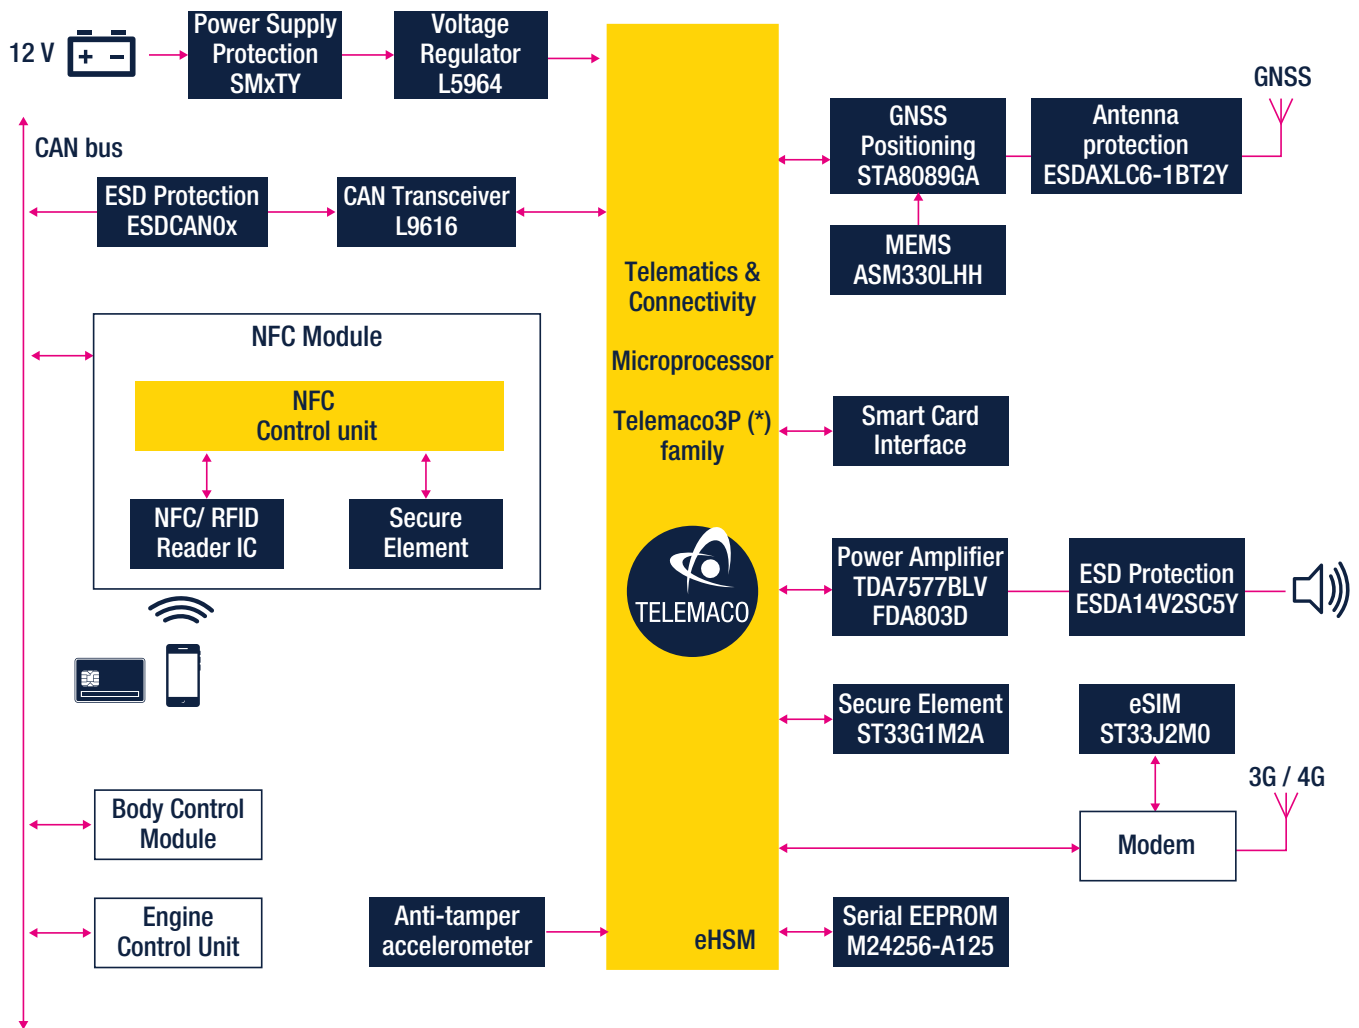 12 V
+ −
Power Supply
Protection
SMxTY
Voltage
Regulator
L5964
CAN bus
ESD Protection
ESDCAN0x
CAN Transceiver
L9616
NFC Module
NFC
Control unit
NFC/ RFID
Reader IC
Secure
Element
Body Control
Module
Engine
Control Unit
Anti-tamper
accelerometer
Telematics &
Connectivity
Microprocessor
Telemaco3P (*)
family
TELEMACO
eHSM
GNSS
Positioning
STA8089GA
Antenna
protection
ESDAXLC6-1BT2Y
GNSS
MEMS
ASM330LHH
Smart Card
Interface
Power Amplifier
TDA7577BLV
FDA803D
ESD Protection
ESDA14V2SC5Y
Secure Element
ST33G1M2A
eSIM
ST33J2M0
3G / 4G
Modem
Serial EEPROM
M24256-A125